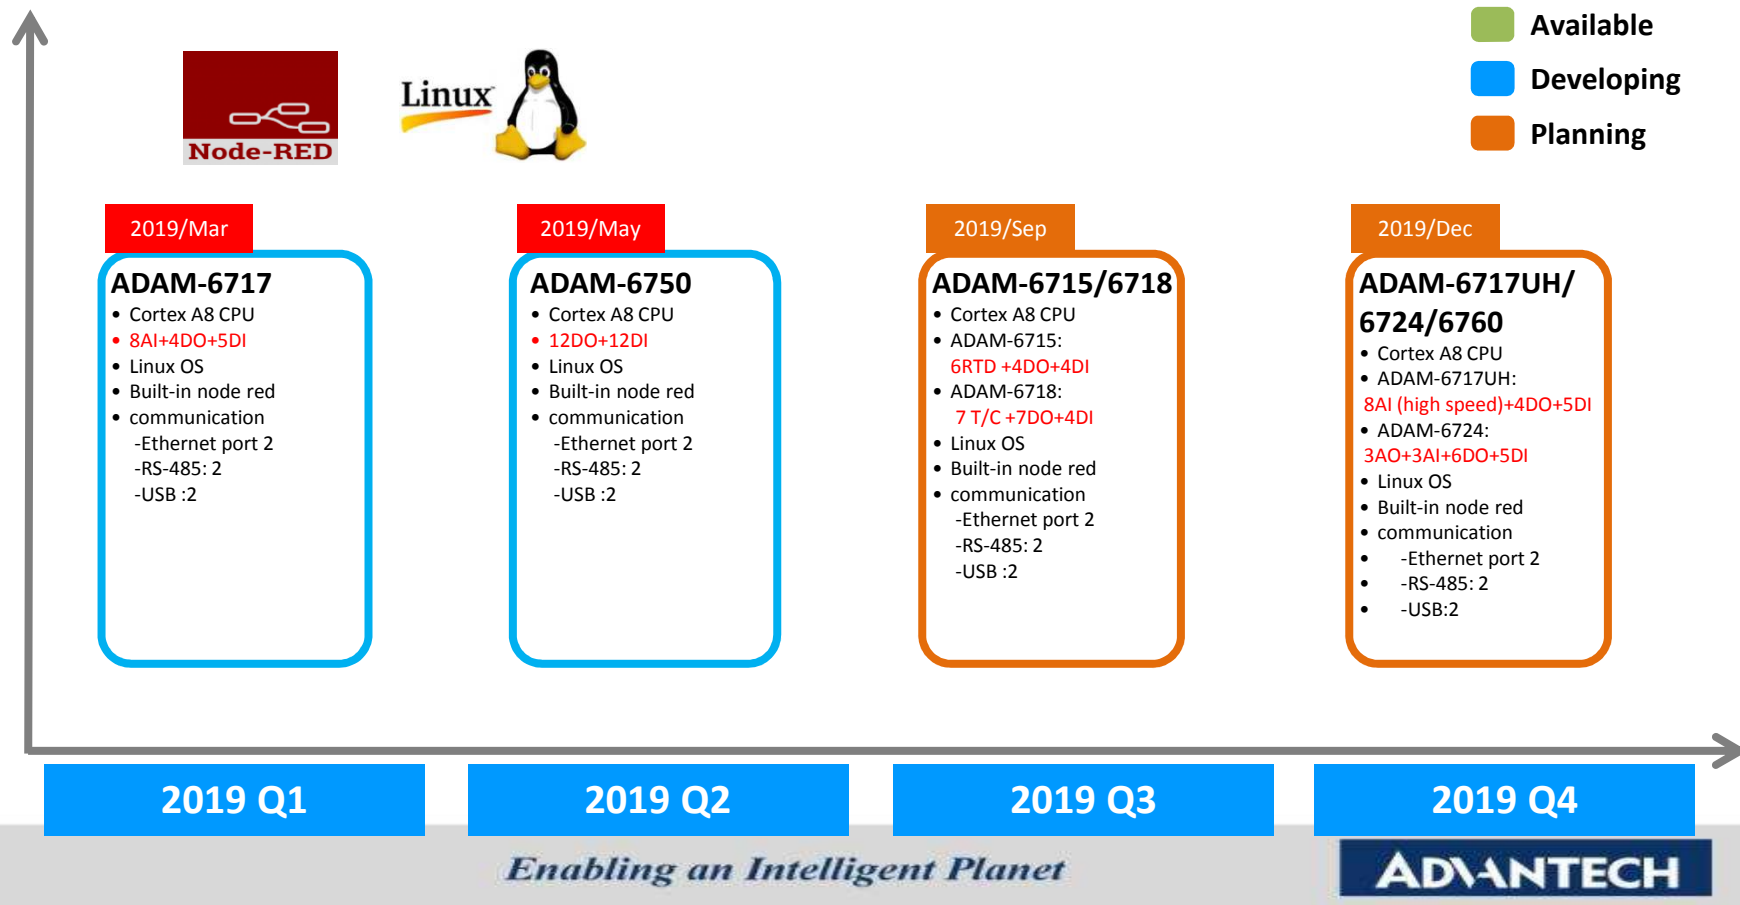 Available
Developing
Planning
Node-RED
Linux
2019/Mar
ADAM-6717
• Cortex A8 CPU
• 8AI+4DO+5DI
• Linux OS
• Built-in node red
• communication
-Ethernet port 2
-RS-485: 2
-USB :2
2019/May
ADAM-6750
• Cortex A8 CPU
• 12DO+12DI
• Linux OS
• Built-in node red
• communication
-Ethernet port 2
-RS-485: 2
-USB :2
2019/Sep
ADAM-6715/6718
• Cortex A8 CPU
• ADAM-6715:
6RTD +4DO+4DI
• ADAM-6718:
7 T/C +7DO+4DI
• Linux OS
• Built-in node red
• communication
-Ethernet port 2
-RS-485: 2
-USB :2
2019/Dec
ADAM-6717UH/
6724/6760
• Cortex A8 CPU
• ADAM-6717UH:
8AI (high speed)+4DO+5DI
• ADAM-6724:
3AO+3AI+6DO+5DI
• Linux OS
• Built-in node red
• communication
• -Ethernet port 2
• -RS-485: 2
• -USB:2
2019 Q1
2019 Q2
2019 Q3
2019 Q4
Enabling an Intelligent Planet
ADVANTECH